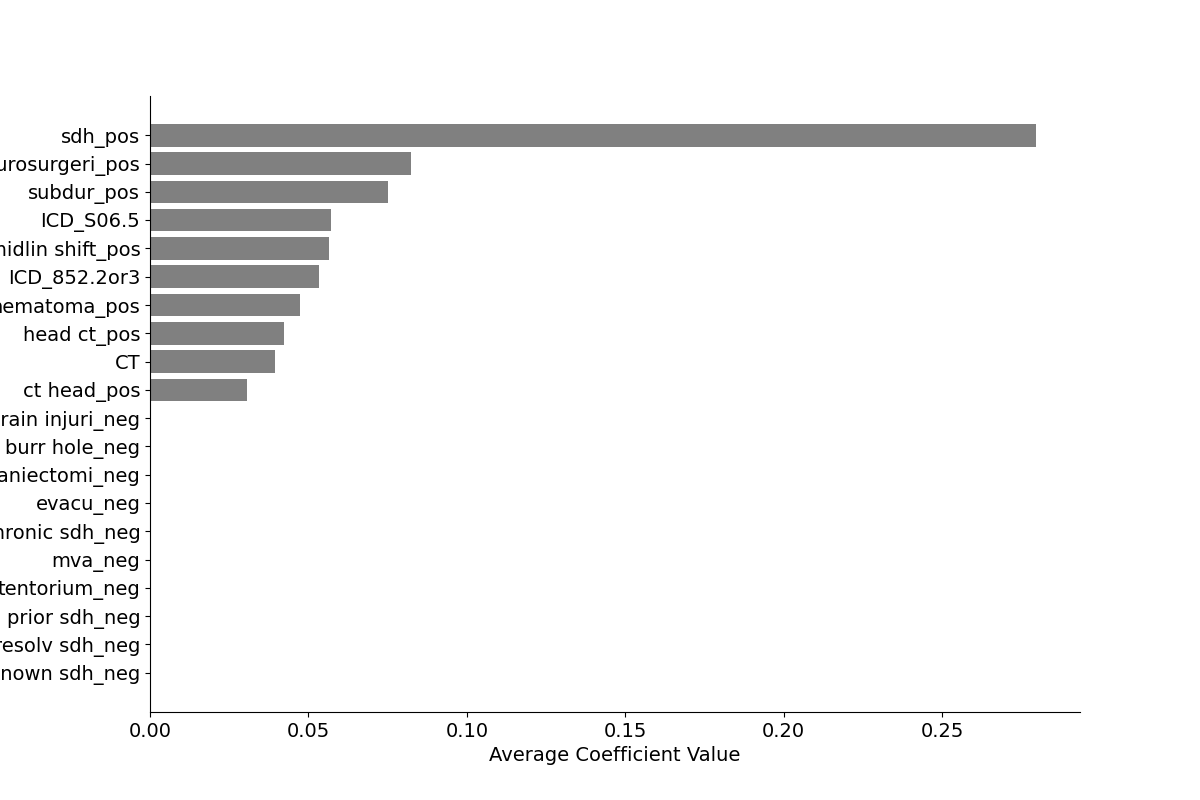 sdh_pos
urosurgeri_pos
subdur_pos
ICD_S06.5
nidlin shift_pos
ICD_852.2or3
hematoma_pos
head ct_pos
CT
ct head_pos
rain injuri_neg
burr hole_neg
aniectomi_neg
evacu_neg
hronic sdh_neg
mva_neg
tentorium_neg
prior sdh_neg
resolv sdh_neg
nown sdh_neg
0.00 0.05 0.10 0.15 0.20 0.25
Average Coefficient Value